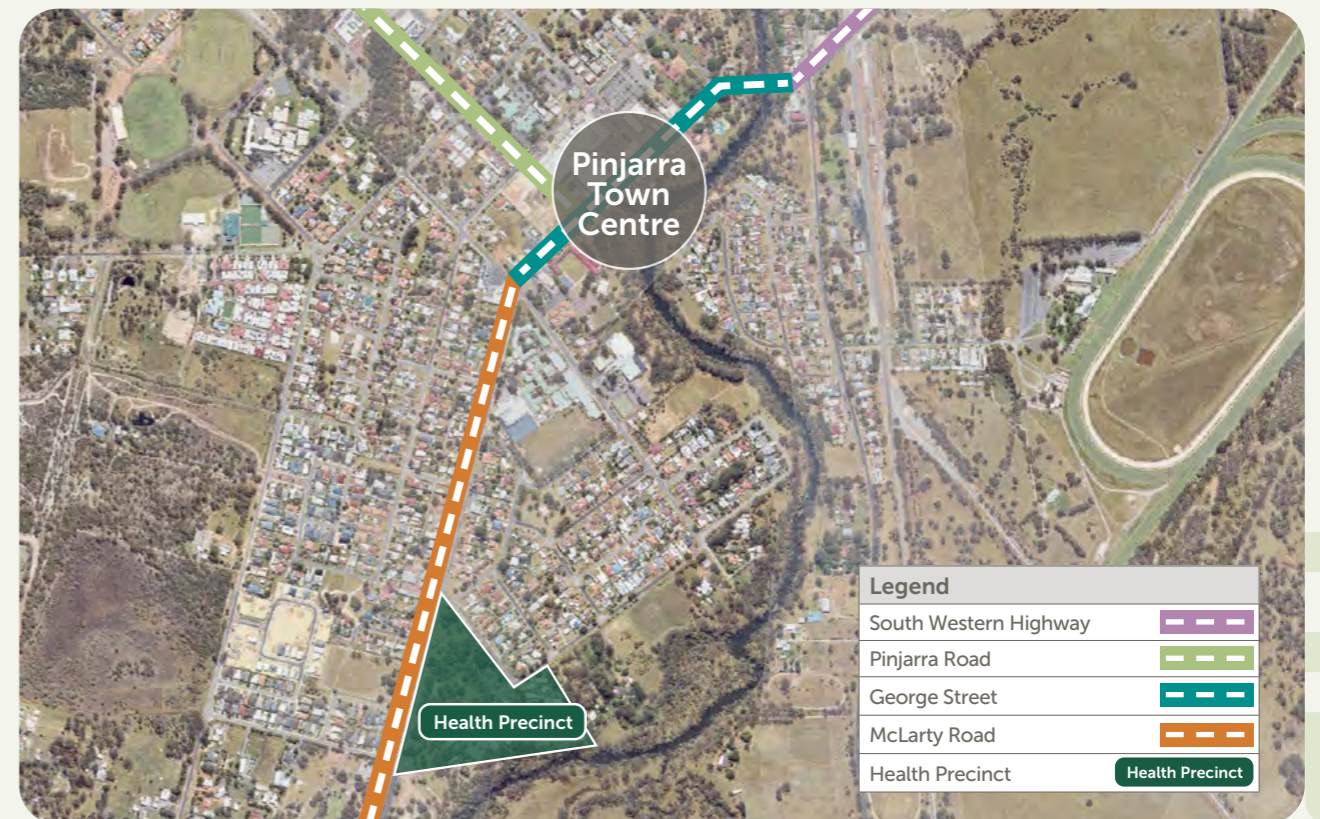 Pinjarra
Town
Centre
Health Precinct
Legend
South Western Highway
Pinjarra Road
George Street
McLarty Road
Health Precinct
Health Precinct